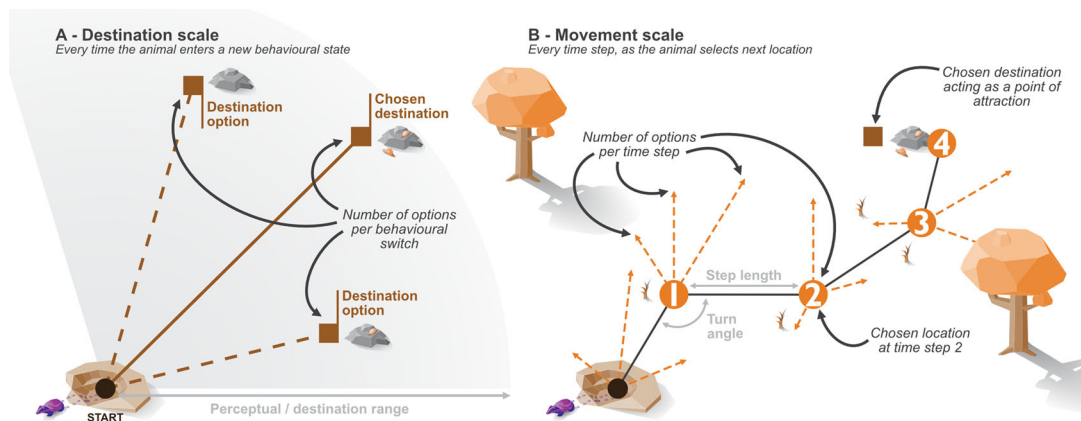 A - Destination scale
Every time the animal enters a new behavioural state
Destination
option
Chosen
destination
Number of options
per behavioural
switch
Destination
option
START
Perceptual / destination range
B - Movement scale
Every time step, as the animal selects next location
Chosen destination
acting as a point of
attraction
Number of options
per time step
4
3
1
2
Step length
Turn
angle
Chosen location
at time step 2